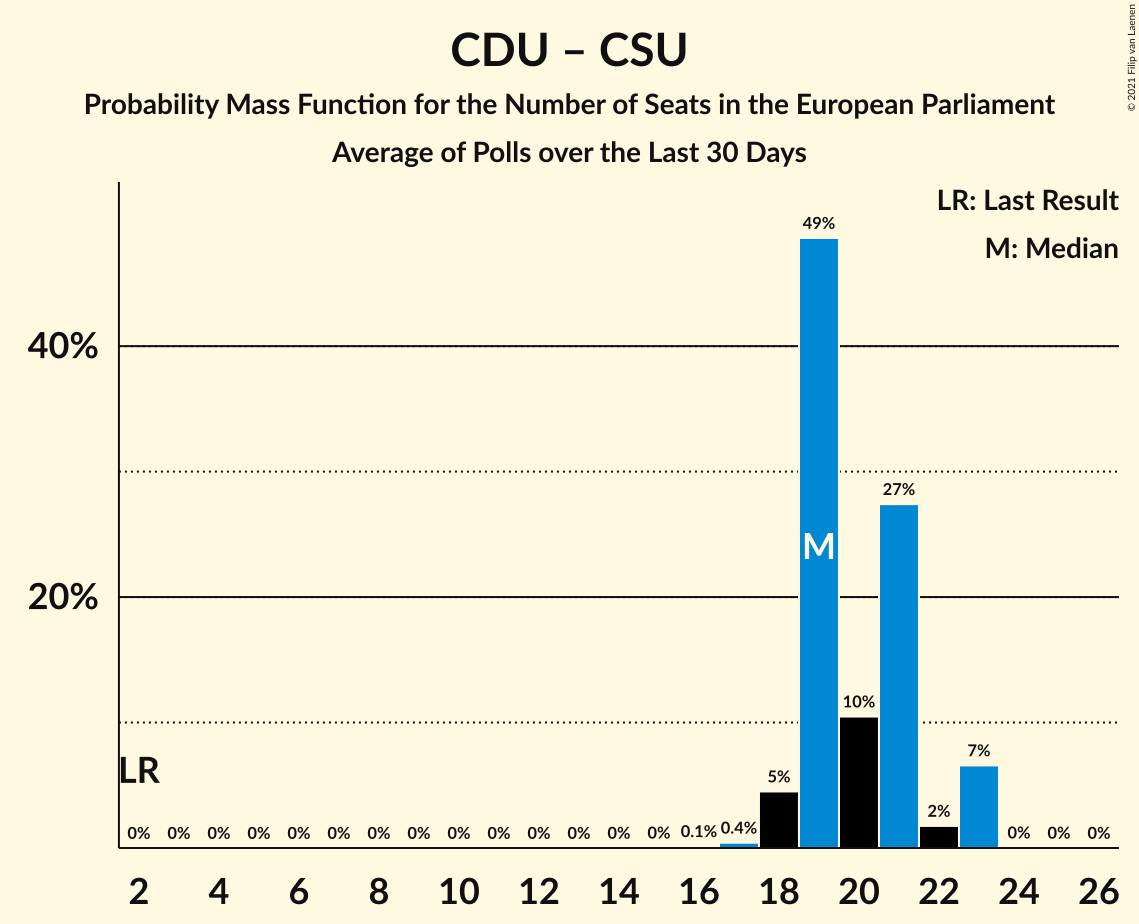 CDU – CSU
Probability Mass Function for the Number of Seats in the European Parliament
Average of Polls over the Last 30 Days
© 2021 Filip van Laenen
LR: Last Result
M: Median
49%
40%
27%
M
20%
10%
LR
7%
5%
2%
0% 0% 0% 0% 0% 0% 0% 0% 0% 0% 0% 0% 0% 0% 0.1% 0.4% 0% 0% 0%
2 4 6 8 10 12 14 16 18 20 22 24 26